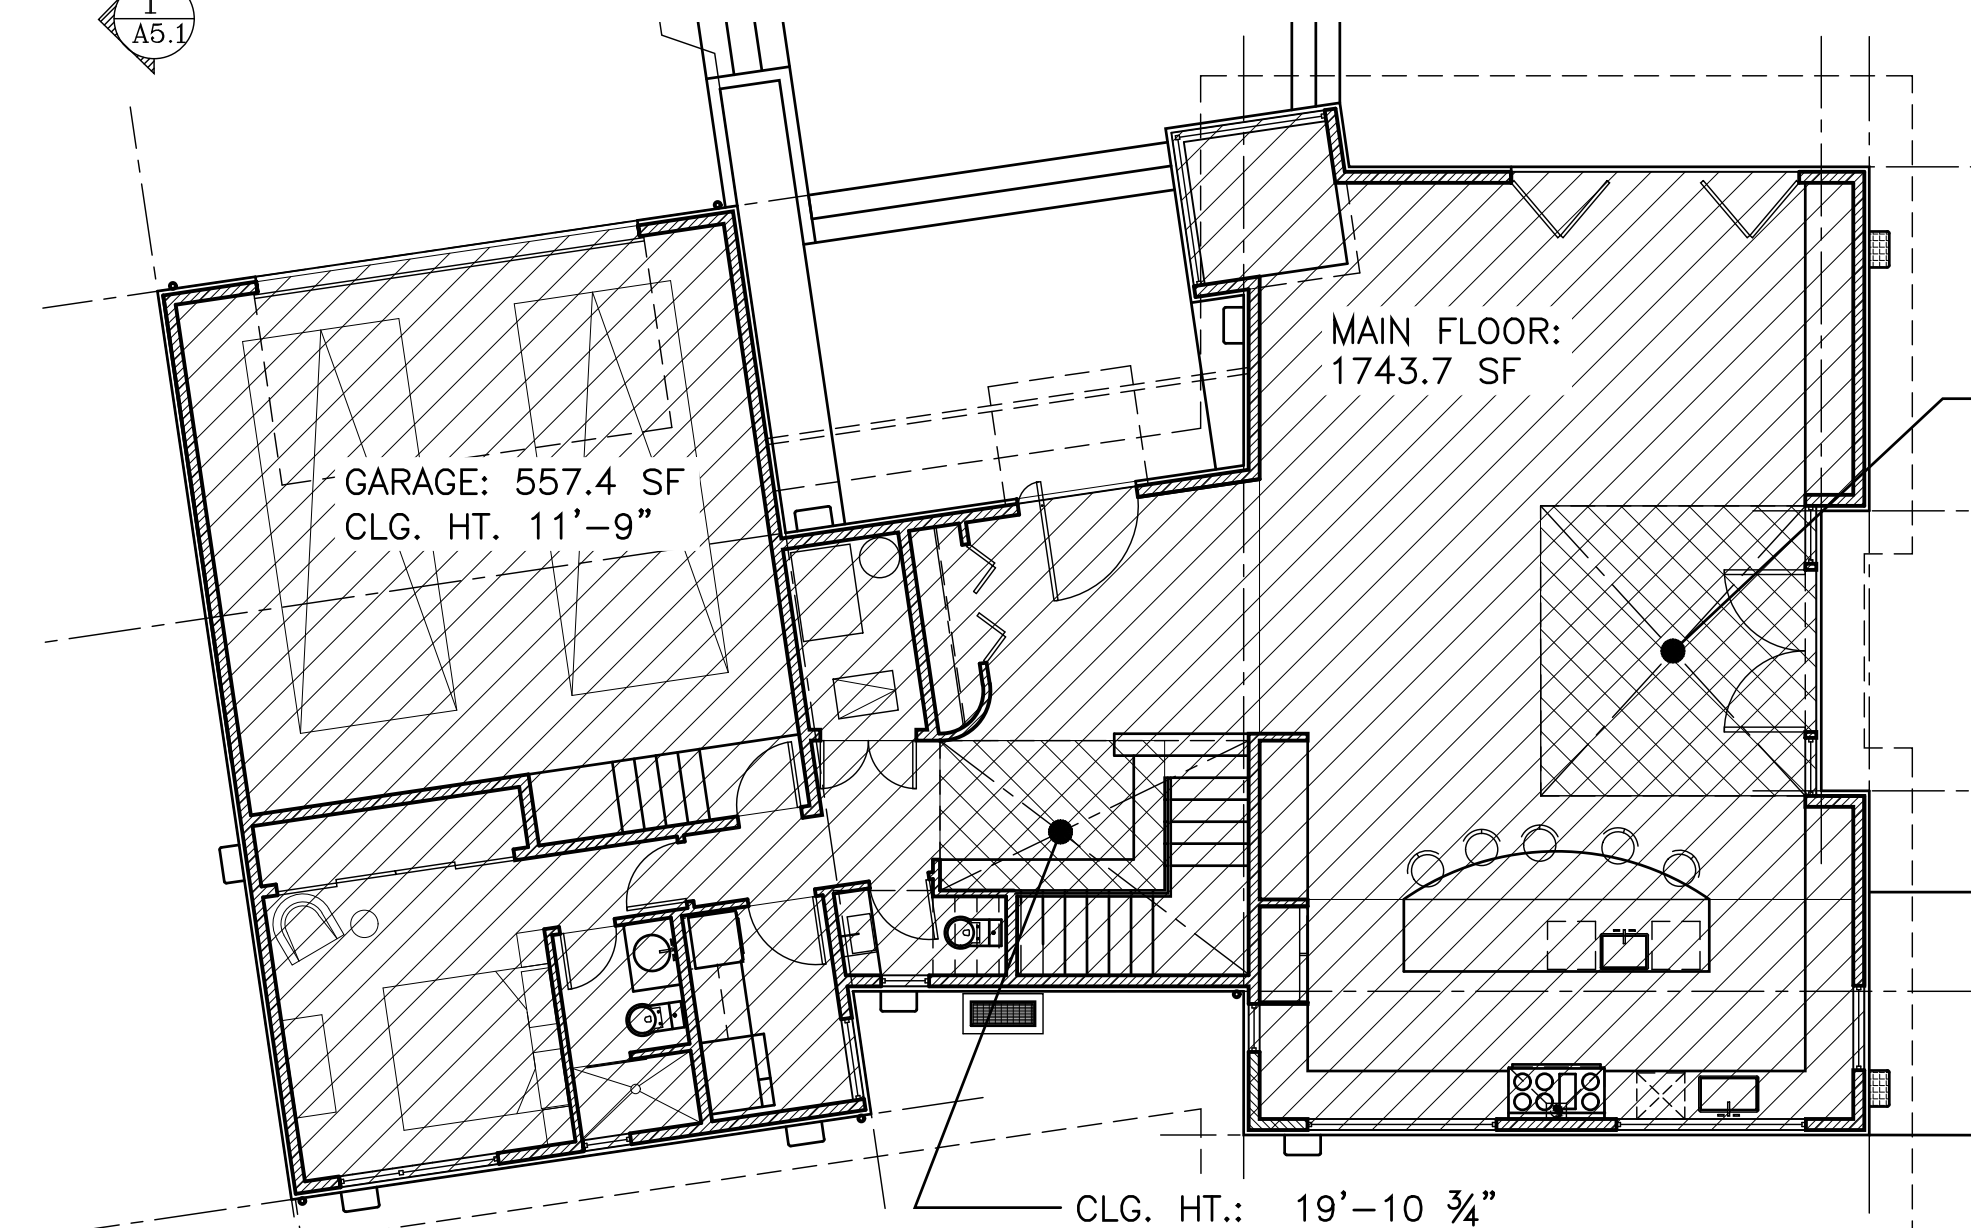 1
A5.1
MAIN FLOOR:
1743.7 SF
GARAGE: 557.4 SF
CLG. HT. 11'-9"
CLG. HT.: 19'-10 ¾"